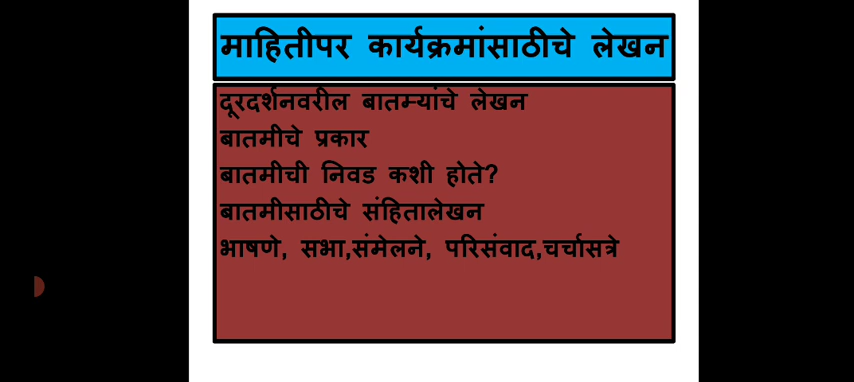 माहितीपर कार्यक्रमांसाठीचे लेखन
दूरदर्शनवरील बातम्यांचे लेखन
बातमीचे प्रकार
बातमीची निवड कशी होते?
बातमीसाठीचे संहितालेखन
भाषणे, सभा,संमेलने, परिसंवाद,चर्चासत्रे